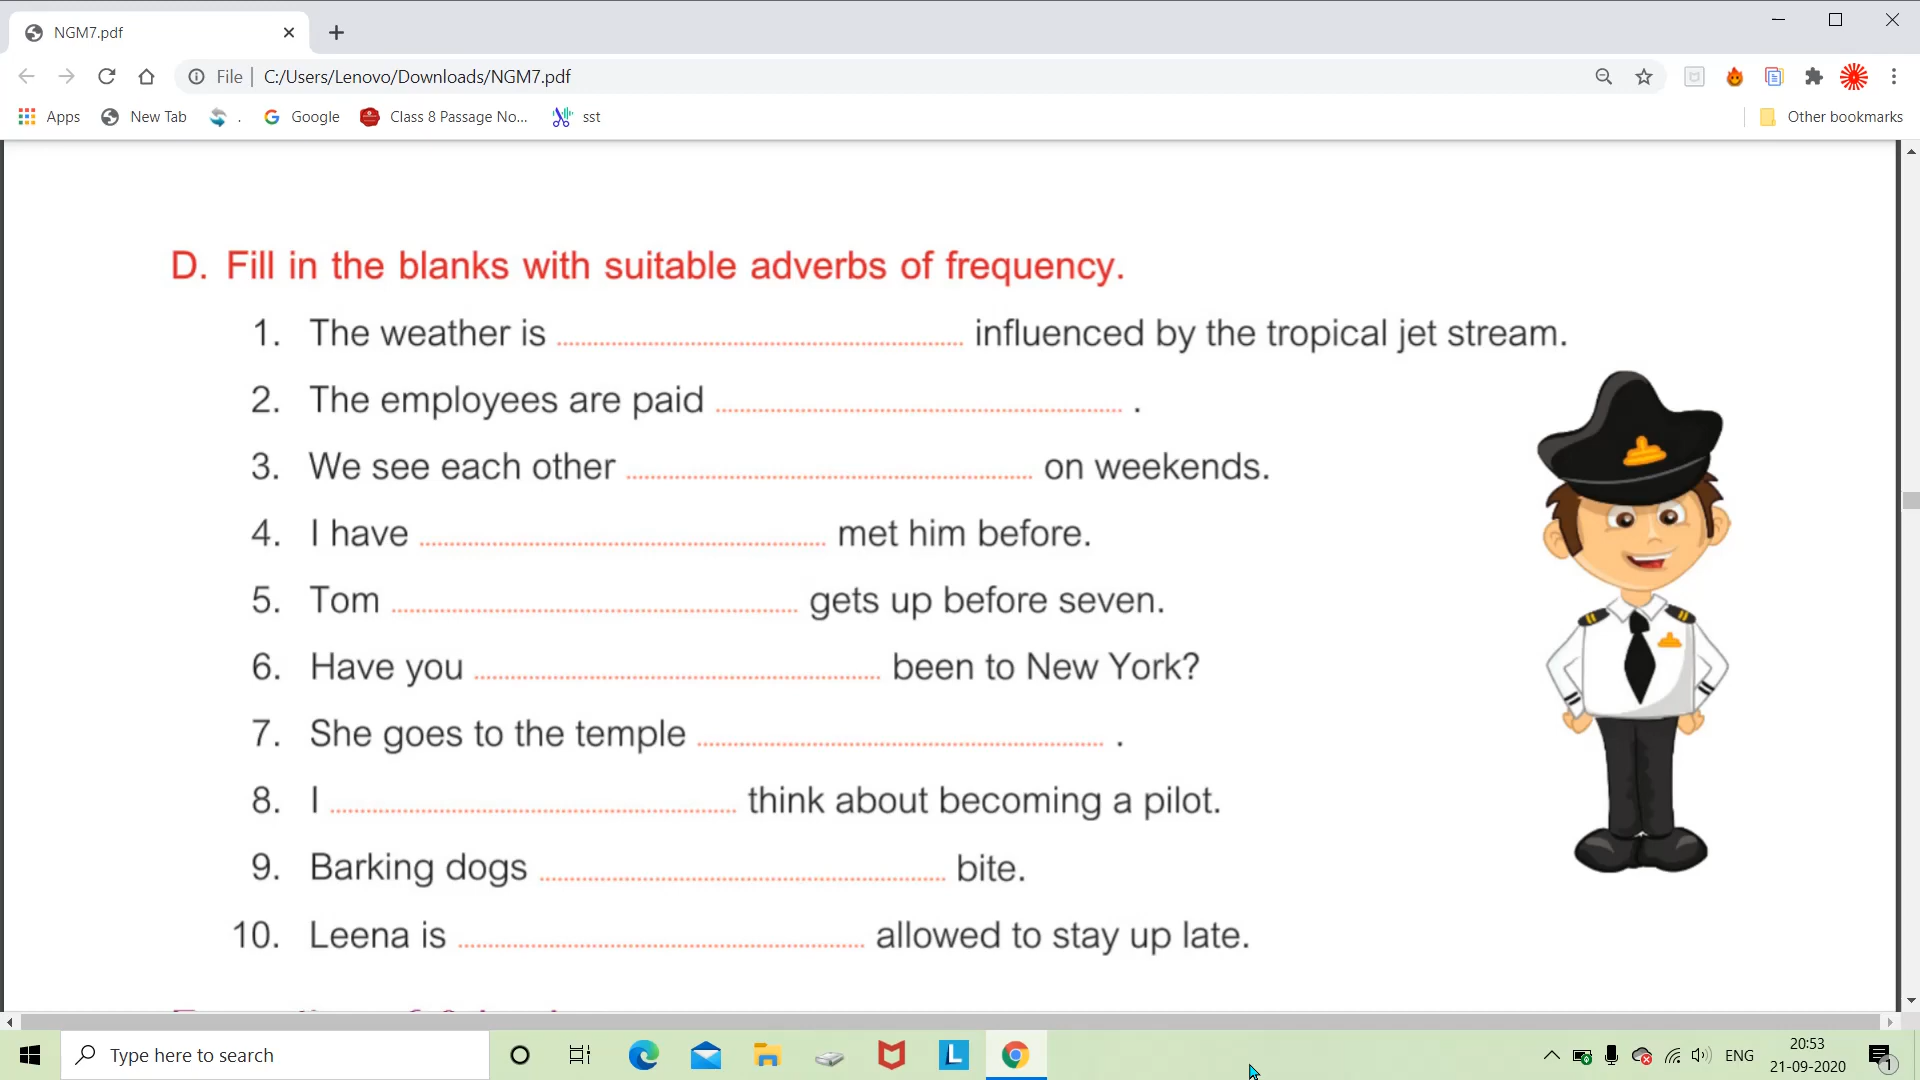 NGM7.pdf
File | C:/Users/Lenovo/Downloads/NGM7.pdf
Apps New Tab . Google Class 8 Passage No... sst Other bookmarks
D. Fill in the blanks with suitable adverbs of frequency.
1. The weather is ........................................ influenced by the tropical jet stream.
2. The employees are paid ........................................ .
3. We see each other ........................................ on weekends.
4. I have ........................................ met him before.
5. Tom ........................................ gets up before seven.
6. Have you ........................................ been to New York?
7. She goes to the temple ........................................ .
8. I ........................................ think about becoming a pilot.
9. Barking dogs ........................................ bite.
10. Leena is ........................................ allowed to stay up late.
Type here to search L ENG 20:53
21-09-2020 1